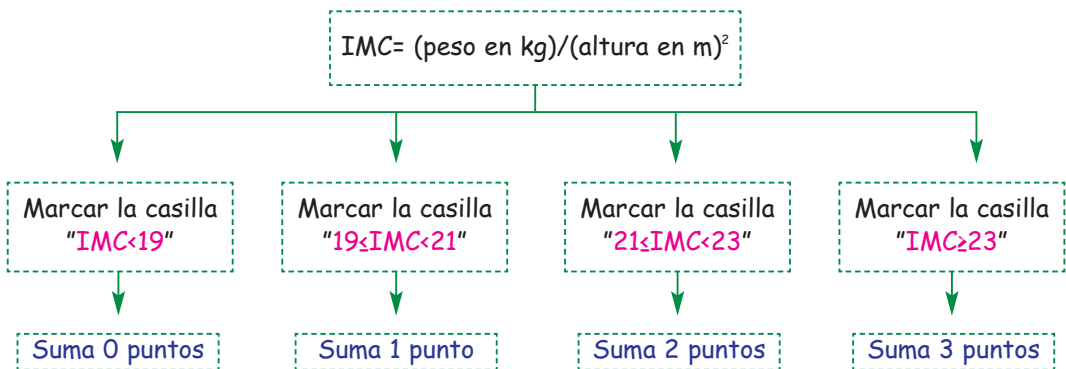 IMC= (peso en kg)/(altura en m)²
Marcar la casilla
"IMC<19"
Marcar la casilla
"19≤IMC<21"
Marcar la casilla
"21≤IMC<23"
Marcar la casilla
"IMC≥23"
Suma 0 puntos
Suma 1 punto
Suma 2 puntos
Suma 3 puntos